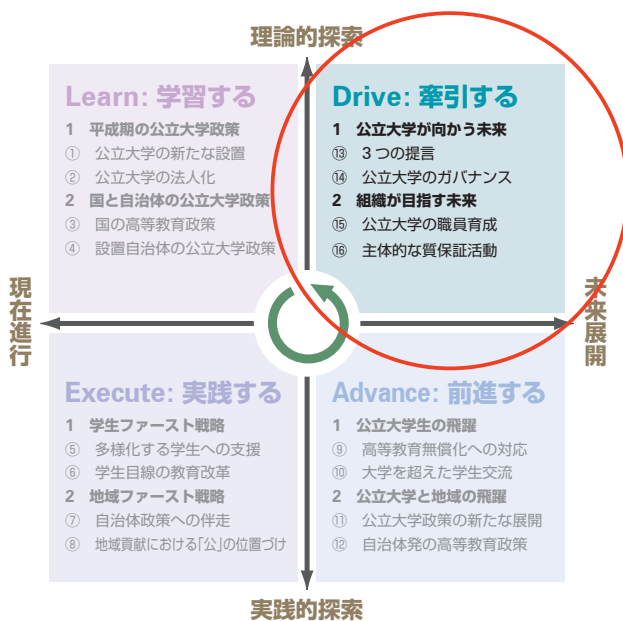 理論的探索
Learn: 学習する
1 平成期の公立大学政策
① 公立大学の新たな設置
② 公立大学の法人化
2 国と自治体の公立大学政策
③ 国の高等教育政策
④ 設置自治体の公立大学政策
Drive: 牽引する
1 公立大学が向かう未来
⑬ 3つの提言
⑭ 公立大学のガバナンス
2 組織が目指す未来
⑮ 公立大学の職員育成
⑯ 主体的な質保証活動
現在進行
未来展開
Execute: 実践する
1 学生ファースト戦略
⑤ 多様化する学生への支援
⑥ 学生目線の教育改革
2 地域ファースト戦略
⑦ 自治体政策への伴走
⑧ 地域貢献における「公」の位置づけ
Advance: 前進する
1 公立大学生の飛躍
⑨ 高等教育無償化への対応
⑩ 大学を超えた学生交流
2 公立大学と地域の飛躍
⑪ 公立大学政策の新たな展開
⑫ 自治体発の高等教育政策
実践的探索